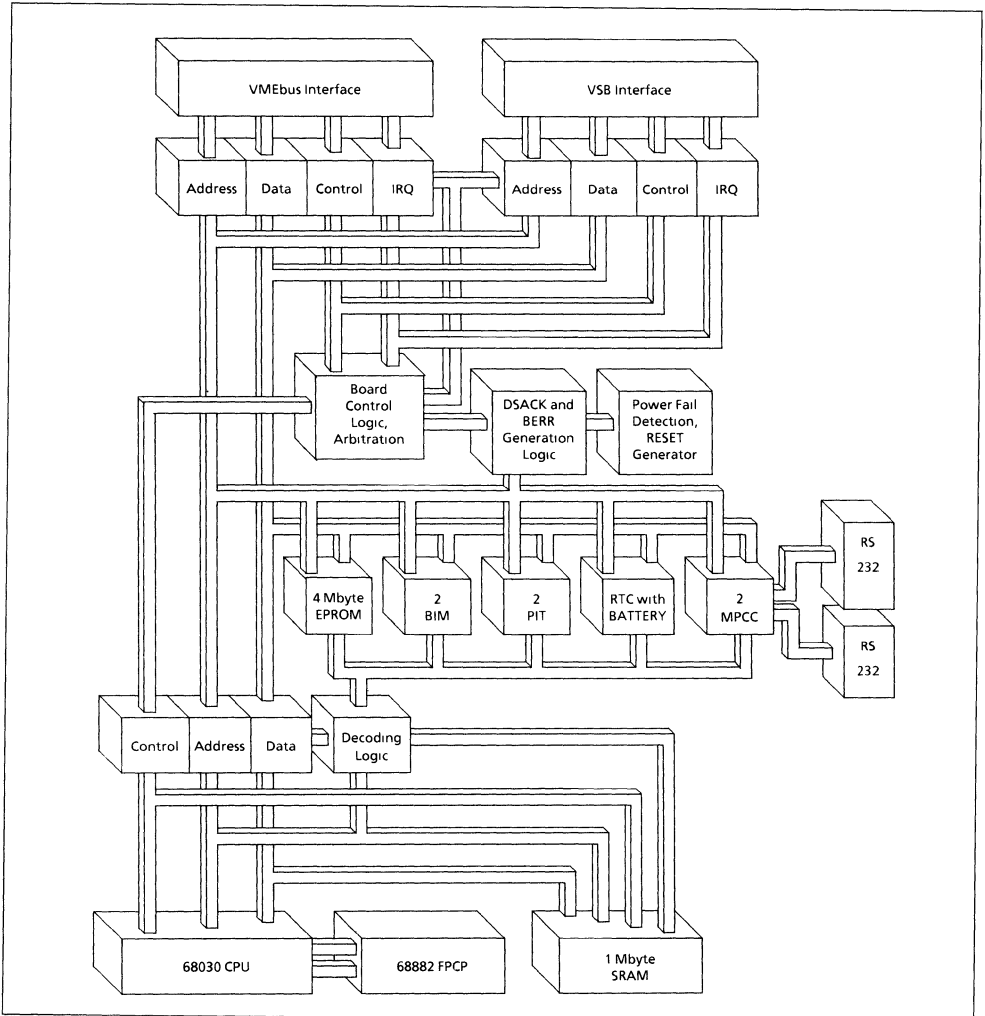 VMEbus Interface
VSB Interface
Address
Data
Control
IRQ
Address
Data
Control
IRQ
Board
Control
Logic,
Arbitration
DSACK and
BERR
Generation
Logic
Power Fail
Detection,
RESET
Generator
4 Mbyte
EPROM
2
BIM
2
PIT
RTC with
BATTERY
2
MPCC
RS
232
RS
232
Control
Address
Data
Decoding
Logic
68030 CPU
68882 FPCP
1 Mbyte
SRAM